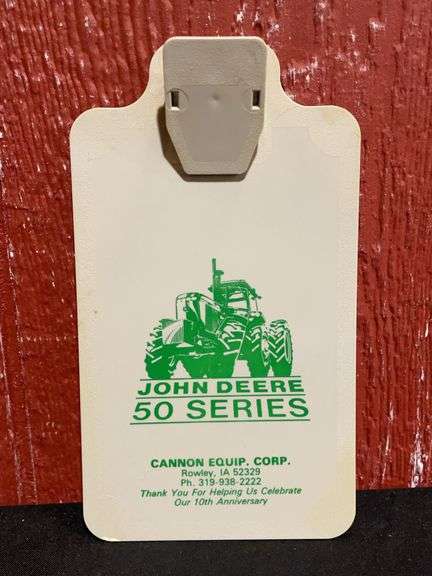 JOHN DEERE
50 SERIES
CANNON EQUIP. CORP.
Rowley, IA 52329
Ph. 319-938-2222
Thank You For Helping Us Celebrate
Our 10th Anniversary